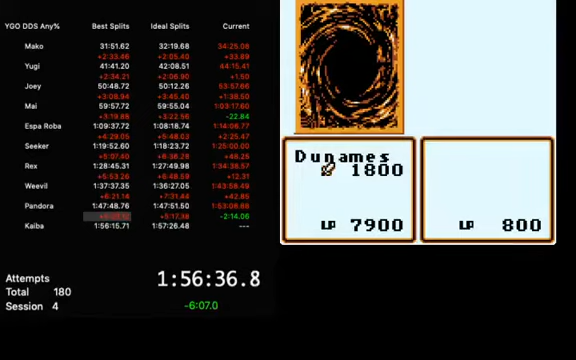 YGO DDS Any% Best Splits Ideal Splits Current
Mako 31:51.62 32:19.68 34:25.08
+2:33.46 +2:05.40 +33.89
Yugi 41:41.20 42:08.51 44:15.41
+2:34.21 +2:06.90 +1.50
Joey 50:48.72 50:12.26 53:57.66
+3:08.94 +3:45.40 +1:38.50
Mai 59:57.72 59:55.04 1:03:17.60
+3:19.88 +3:22.56 -22.84
Espa Roba 1:09:37.72 1:08:18.74 1:14:06.77
+4:29.05 +5:48.03 +2:25.47
Seeker 1:19:52.60 1:18:23.72 1:25:00.00
+5:07.40 +6:36.28 +48.25
Rex 1:28:45.31 1:27:49.98 1:34:38.57
+5:53.26 +6:48.59 +12.31
Weevil 1:37:37.35 1:36:27.05 1:43:58.49
+6:21.14 +7:31.44 +42.85
Pandora 1:47:48.76 1:47:51.50 1:53:08.88
+5:17.38 -2:14.06
Kaiba 1:56:15.71 1:57:26.48 ---
Attempts
Total 180
Session 4
1:56:36.8
-6:07.0
Dunames
1800
LP 7900
LP 800